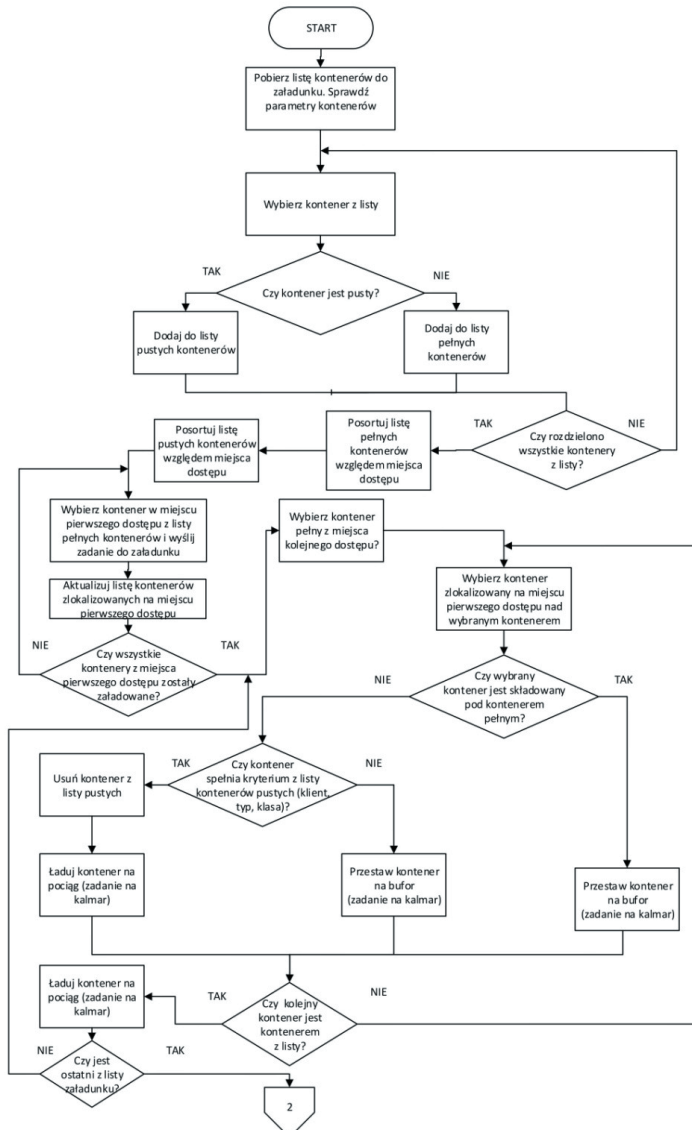 START
Pobierz listę kontenerów do
załadunku. Sprawdź
parametry kontenerów
Wybierz kontener z listy
TAK
NIE
Czy kontener jest pusty?
Dodaj do listy
pustych kontenerów
Dodaj do listy
pełnych
kontenerów
Posortuj listę
pustych kontenerów
względem miejsca
dostępu
Posortuj listę
pełnych
kontenerów
względem miejsca
dostępu
TAK
NIE
Czy rozdzielono
wszystkie kontenery
z listy?
Wybierz kontener w miejscu
pierwszego dostępu z listy
pełnych kontenerów i wyślij
zadanie do załadunku
Wybierz kontener
pełny z miejsca
kolejnego dostępu?
Aktualizuj listę kontenerów
zlokalizowanych na miejscu
pierwszego dostępu
Wybierz kontener
zlokalizowany na miejscu
pierwszego dostępu nad
wybranym kontenerem
NIE
TAK
Czy wszystkie
kontenery z miejsca
pierwszego dostępu zostały
załadowane?
NIE
TAK
Czy wybrany
kontener jest składowany
pod kontenerem
pełnym?
Usuń kontener z
listy pustych
TAK
NIE
Czy kontener
spełnia kryterium z listy
kontenerów pustych (klient,
typ, klasa)?
Ładuj kontener na
pociąg (zadanie na
kalmar)
Przestaw kontener
na bufor
(zadanie na kalmar)
Przestaw kontener
na bufor
(zadanie na kalmar)
Ładuj kontener na
pociąg (zadanie na
kalmar)
TAK
NIE
Czy kolejny
kontener jest
kontenerem
z listy?
NIE
TAK
Czy jest
ostatni z listy
załadunku?
2